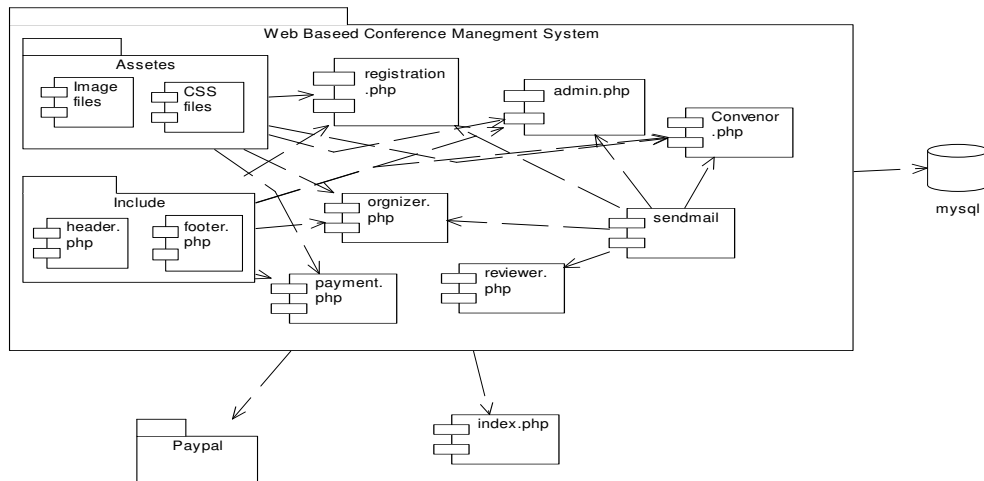 Web Baseed Conference Managment System
Assetes
Image
files
CSS
files
registration
.php
admin.php
Convenor
.php
Include
header.
php
footer.
php
orgnizer.
php
sendmail
payment.
php
reviewer.
php
mysql
Paypal
index.php